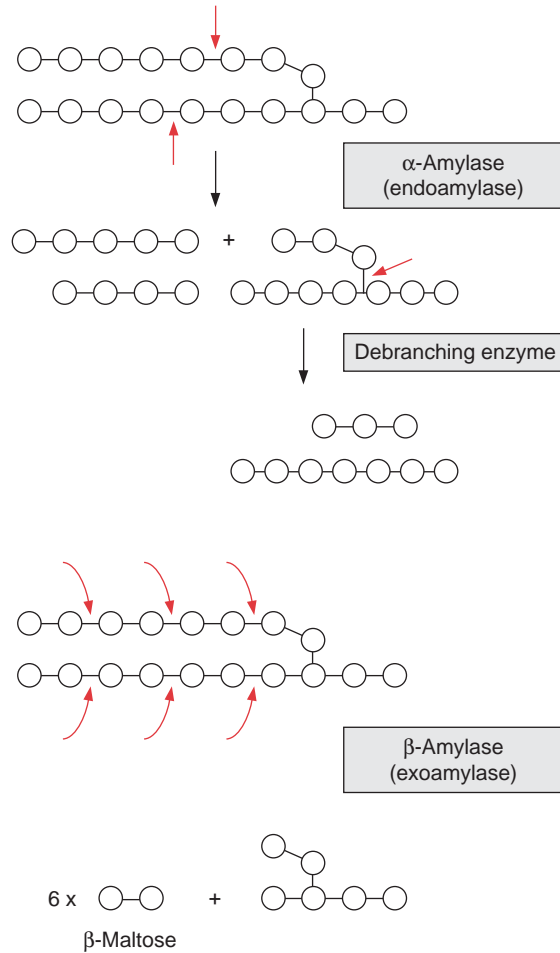 α-Amylase
(endoamylase)
+
Debranching enzyme
β-Amylase
(exoamylase)
6 x
+
β-Maltose